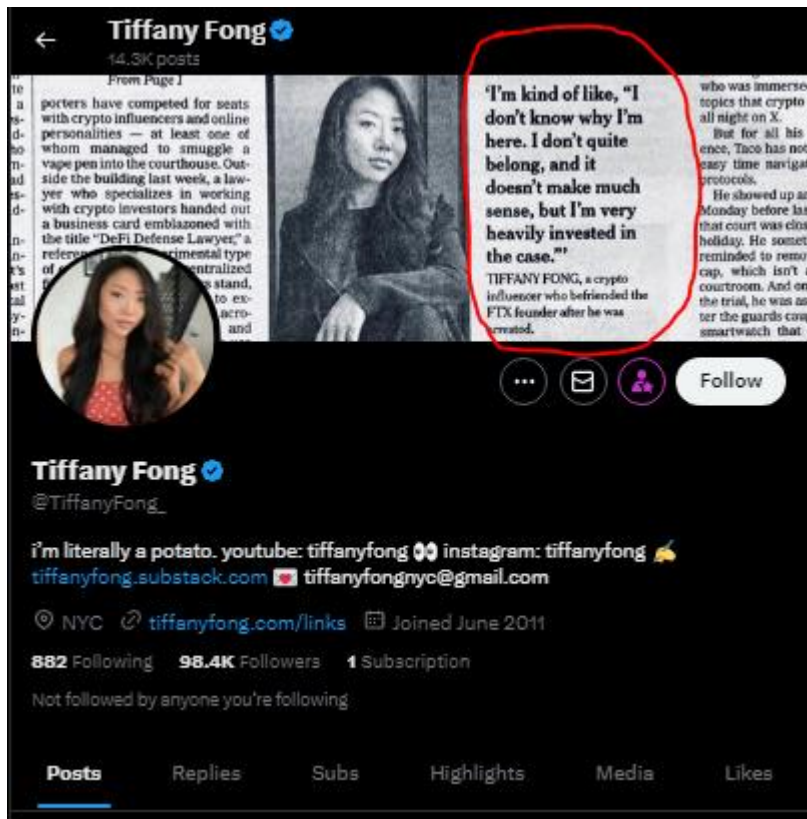 Tiffany Fong
14.3K posts
From Page 1
porters have competed for seats
with crypto influencers and online
personalities — at least one of
whom managed to smuggle a
vape pen into the courthouse. Out-
side the building last week, a law-
yer who specializes in working
with crypto investors handed out
a business card emblazoned with
the title "DeFi Defense Lawyer," a
'I'm kind of like, "I
don't know why I'm
here. I don't quite
belong, and it
doesn't make much
sense, but I'm very
heavily invested in
the case."'
TIFFANY FONG, a crypto
influencer who befriended the
FTX founder after he was
arrested.
who was immersed
topics that crypto
all night on X.
But for all his
ence, Taco has not
easy time navigat
protocols.
He showed up an
Monday before las
that court was clos
holiday. He somet
reminded to remov
cap, which isn't
courtroom. And on
the trial, he was
ter the guards
smartwatch that
Follow
Tiffany Fong
@TiffanyFong_
i'm literally a potato. youtube: tiffanyfong 👀 instagram: tiffanyfong ✍️
tiffanyfong.substack.com 💌 tiffanyfongnyc@gmail.com
NYC tiffanyfong.com/links Joined June 2011
882 Following 98.4K Followers 1 Subscription
Not followed by anyone you're following
Posts Replies Subs Highlights Media Likes